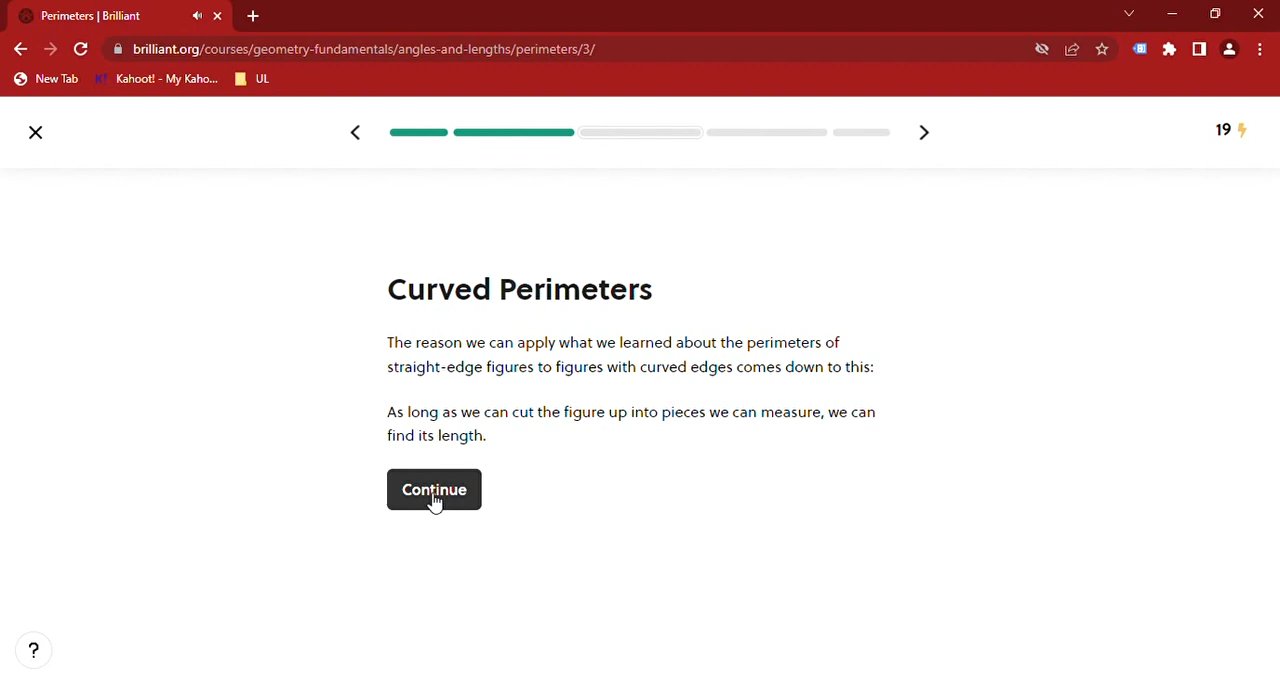 Perimeters | Brilliant
brilliant.org/courses/geometry-fundamentals/angles-and-lengths/perimeters/3/
New Tab
K! Kahoot! - My Kaho...
UL
19
Curved Perimeters
The reason we can apply what we learned about the perimeters of
straight-edge figures to figures with curved edges comes down to this:
As long as we can cut the figure up into pieces we can measure, we can
find its length.
Continue
?